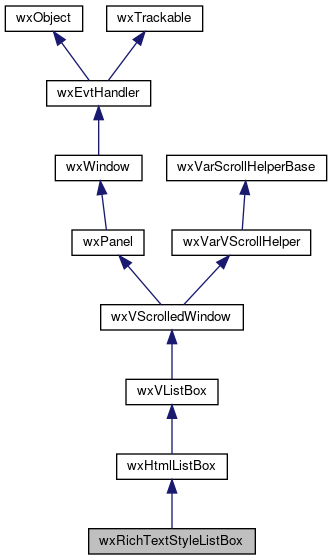 wxObject
wxTrackable
wxEvtHandler
wxWindow
wxVarScrollHelperBase
wxPanel
wxVarVScrollHelper
wxVScrolledWindow
wxVListBox
wxHtmlListBox
wxRichTextStyleListBox